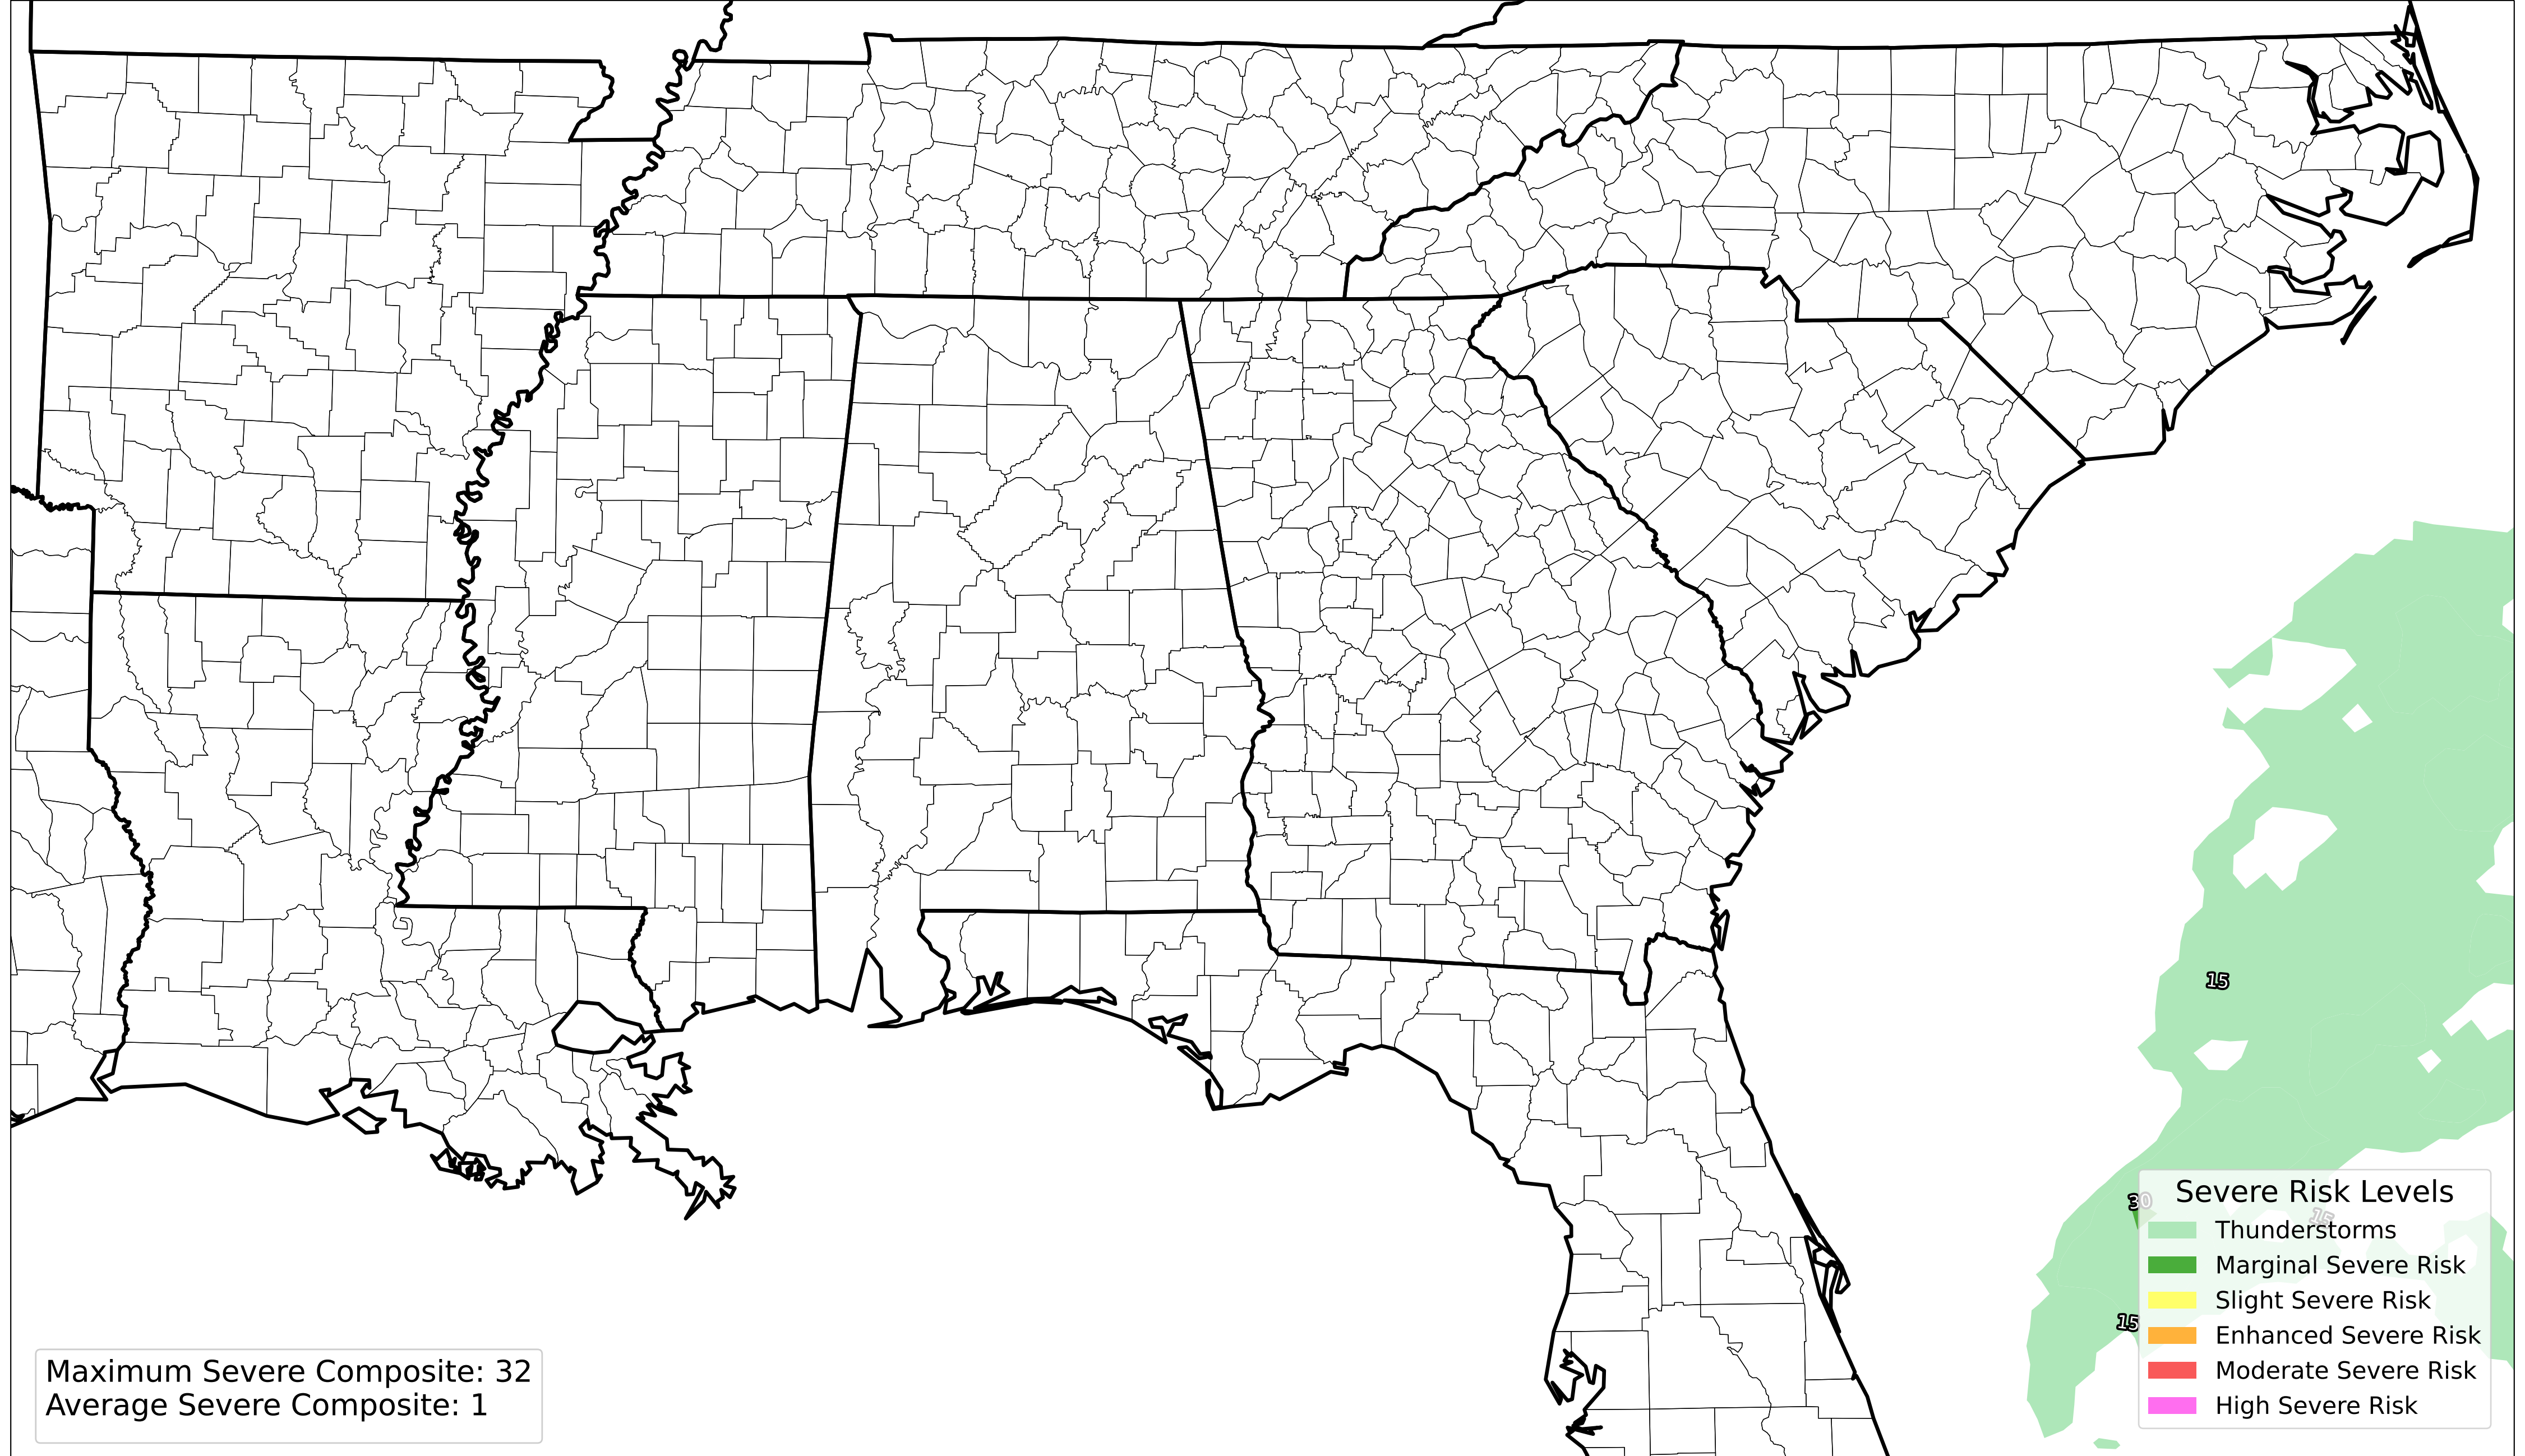 15
30
15
15
Severe Risk Levels
Thunderstorms
Marginal Severe Risk
Slight Severe Risk
Enhanced Severe Risk
Moderate Severe Risk
High Severe Risk
Maximum Severe Composite: 32
Average Severe Composite: 1